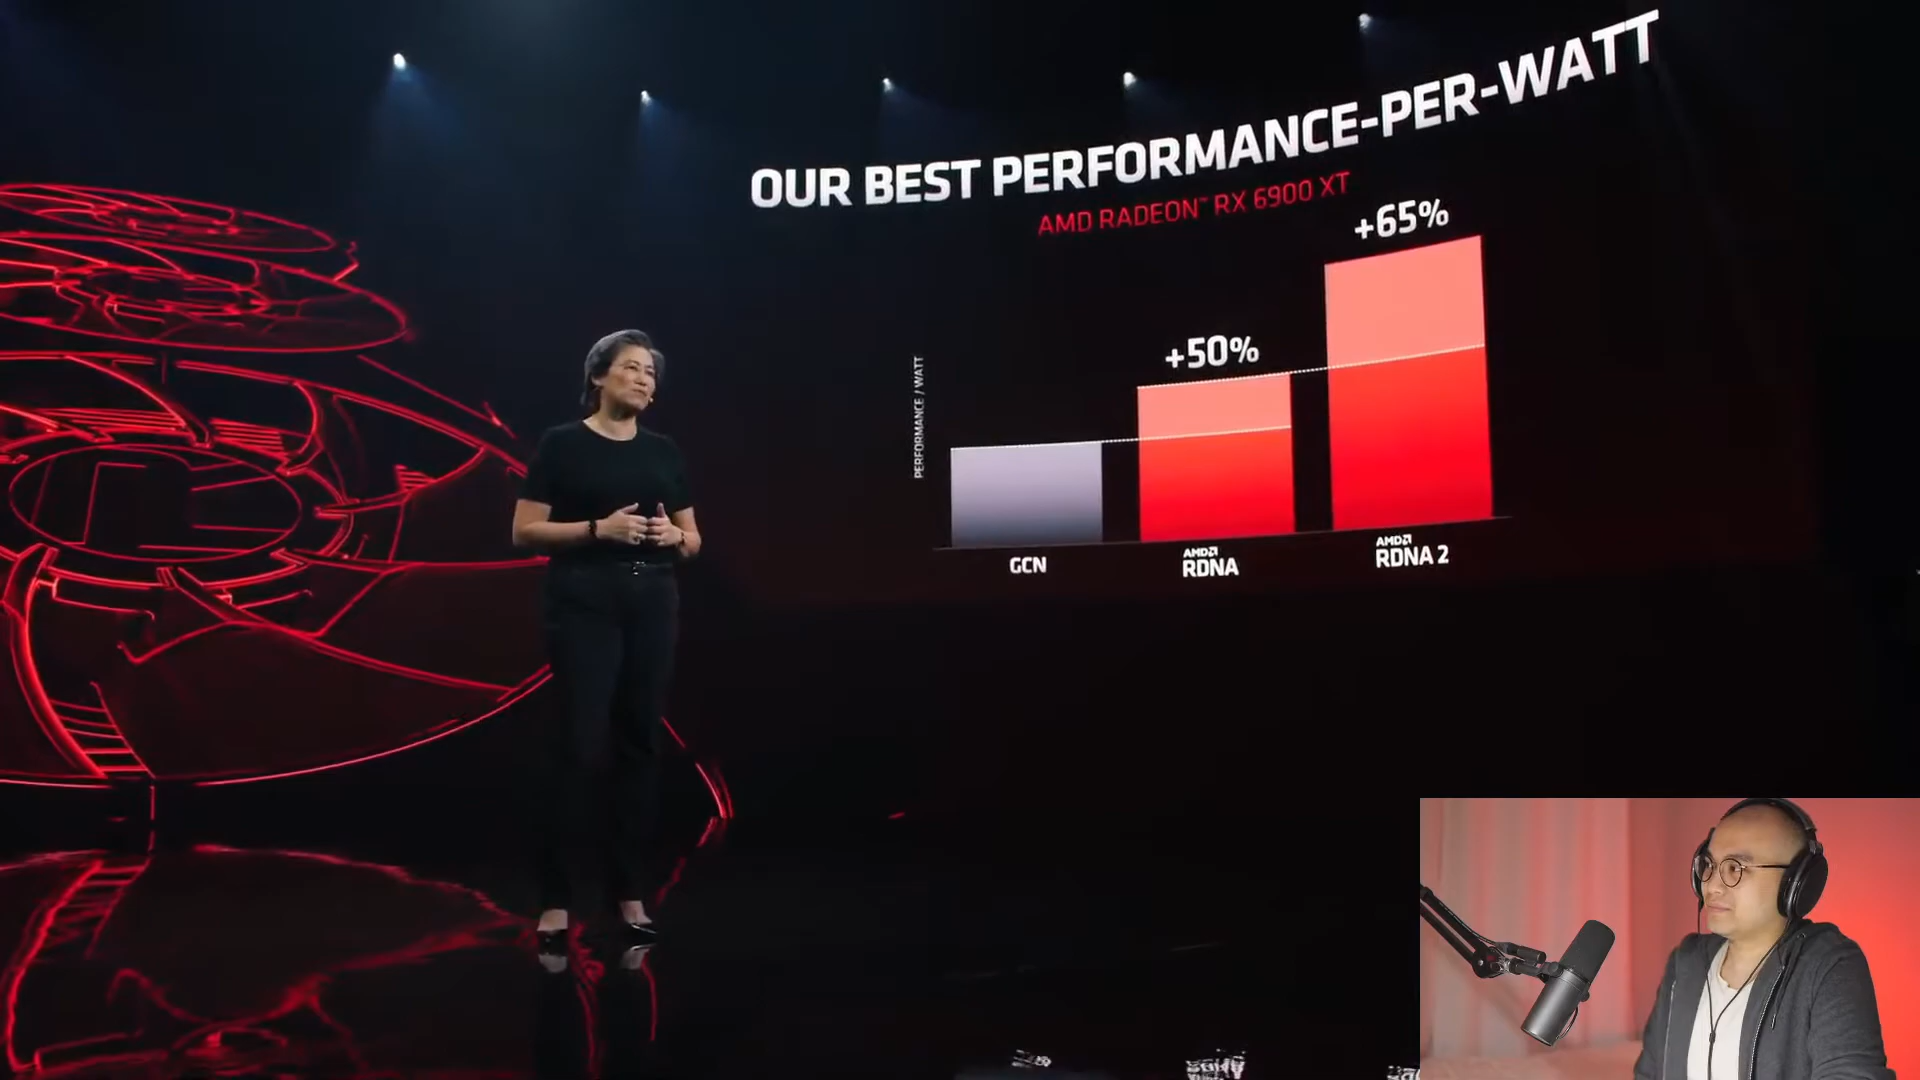 OUR BEST PERFORMANCE-PER-WATT
AMD RADEON™ RX 6900 XT
+65%
+50%
PERFORMANCE / WATT
GCN
AMD
RDNA
AMD
RDNA 2